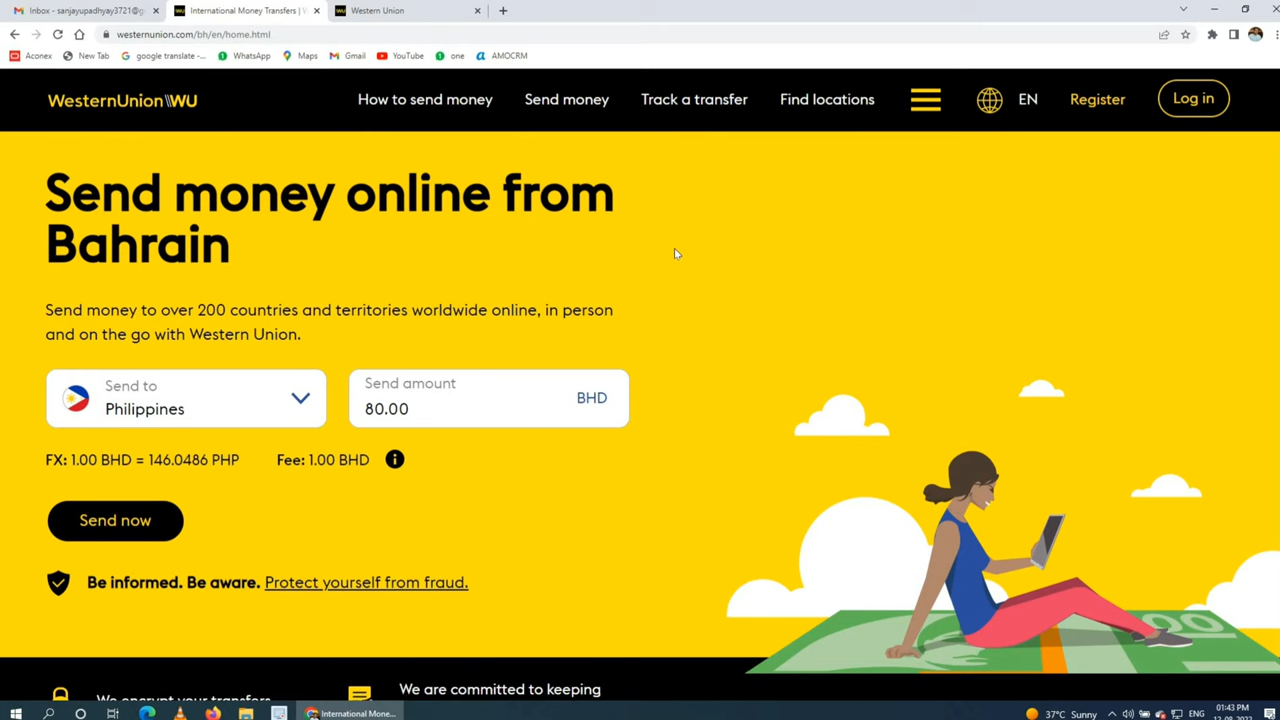 Inbox - sanjayupadhyay3721@g
International Money Transfers | W
Western Union
westernunion.com/bh/en/home.html
Aconex
New Tab
google translate -...
WhatsApp
Maps
Gmail
YouTube
one
AMOCRM
WesternUnion WU
How to send money
Send money
Track a transfer
Find locations
EN
Register
Log in
Send money online from
Bahrain
Send money to over 200 countries and territories worldwide online, in person
and on the go with Western Union.
Send to
Philippines
Send amount
80.00
BHD
FX: 1.00 BHD = 146.0486 PHP
Fee: 1.00 BHD
Send now
Be informed. Be aware. Protect yourself from fraud.
We encrypt your transfers
We are committed to keeping
International Mone...
37°C Sunny
ENG
01:43 PM